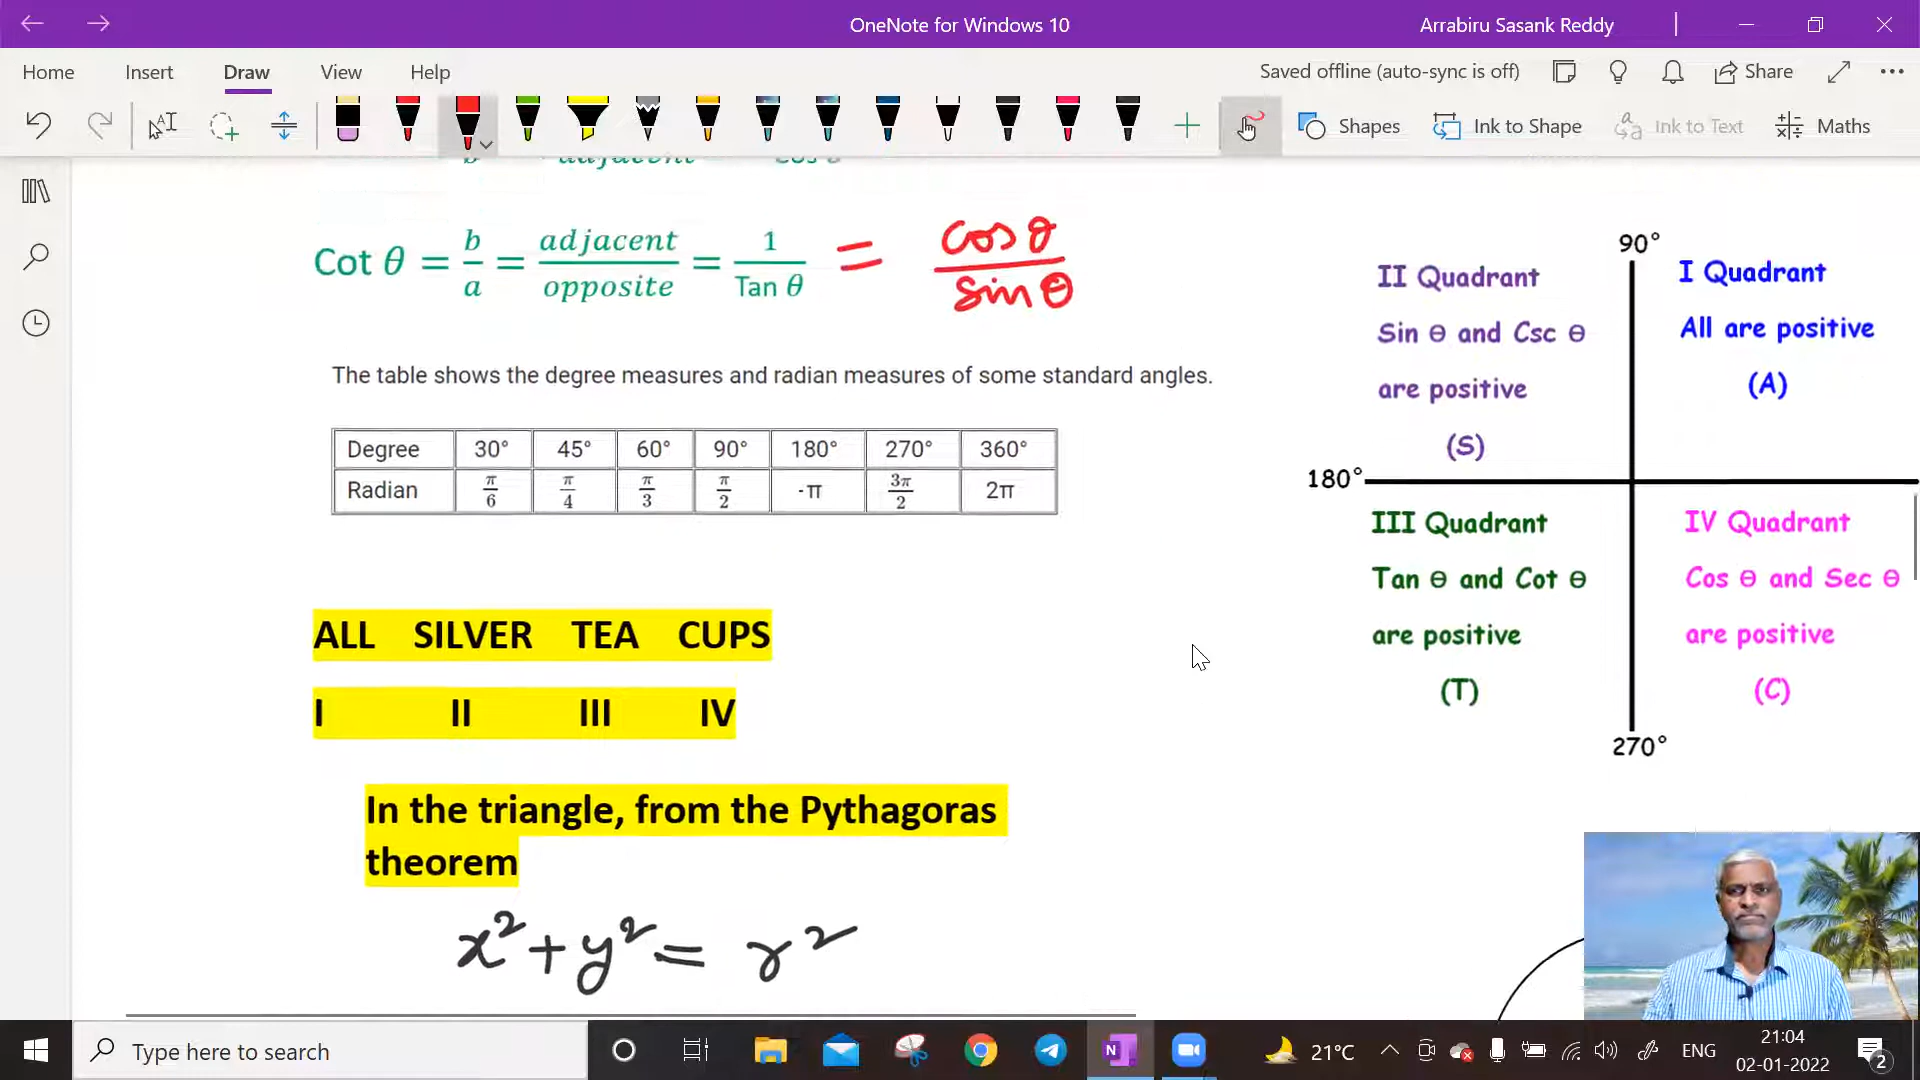 OneNote for Windows 10
Arrabiru Sasank Reddy
Home Insert Draw View Help
Saved offline (auto-sync is off)
Share
Shapes
Ink to Shape
Ink to Text
Maths
b adjacent Cos θ
Cot θ = b/a = adjacent/opposite = 1/Tan θ = cos θ/sin θ
The table shows the degree measures and radian measures of some standard angles.
Degree 30° 45° 60° 90° 180° 270° 360°
Radian π/6 π/4 π/3 π/2 -π 3π/2 2π
ALL SILVER TEA CUPS
I II III IV
In the triangle, from the Pythagoras
theorem
x² + y² = r²
90°
II Quadrant
Sin θ and Csc θ
are positive
(S)
I Quadrant
All are positive
(A)
180°
III Quadrant
Tan θ and Cot θ
are positive
(T)
IV Quadrant
Cos θ and Sec θ
are positive
(C)
270°
Type here to search
21°C
ENG
21:04
02-01-2022
2